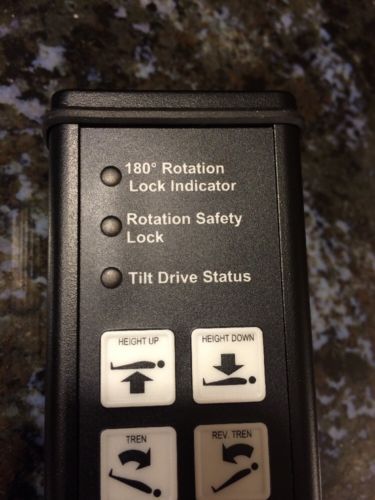 180° Rotation
Lock Indicator
Rotation Safety
Lock
Tilt Drive Status
HEIGHT UP
HEIGHT DOWN
TREN
REV. TREN